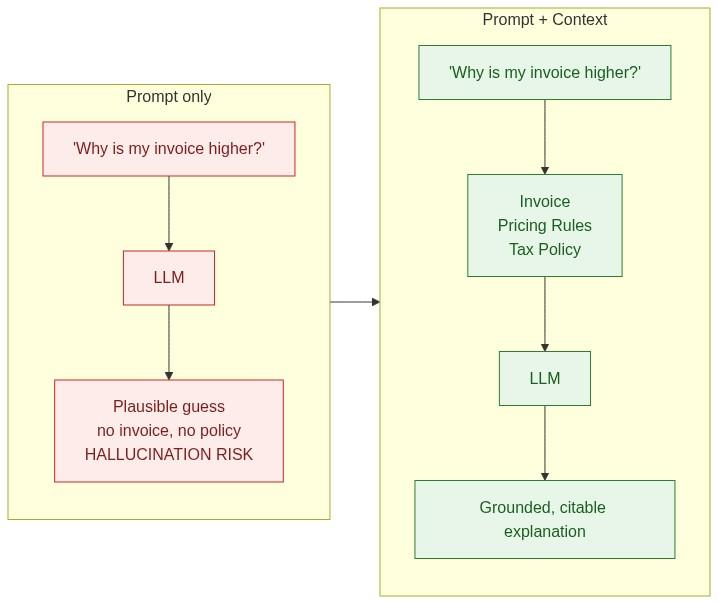 Prompt only
'Why is my invoice higher?'
LLM
Plausible guess
no invoice, no policy
HALLUCINATION RISK
Prompt + Context
'Why is my invoice higher?'
Invoice
Pricing Rules
Tax Policy
LLM
Grounded, citable
explanation